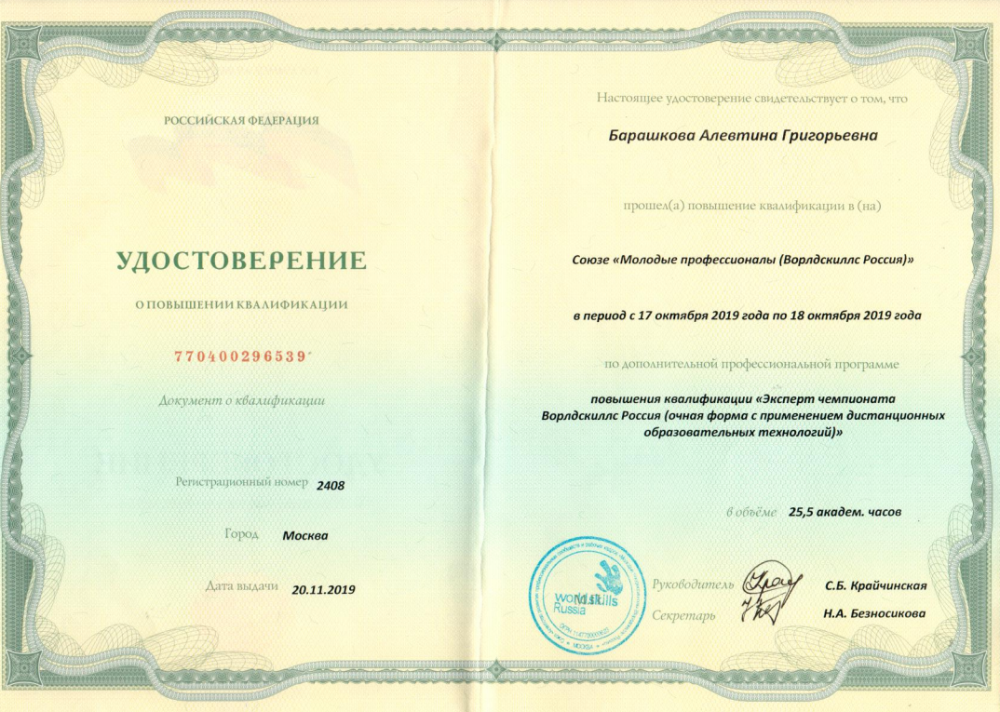 РОССИЙСКАЯ ФЕДЕРАЦИЯ
УДОСТОВЕРЕНИЕ
О ПОВЫШЕНИИ КВАЛИФИКАЦИИ
770400296539
Документ о квалификации
Регистрационный номер 2408
Город Москва
Дата выдачи 20.11.2019
Настоящее удостоверение свидетельствует о том, что
Барашкова Алевтина Григорьевна
прошел(а) повышение квалификации в (на)
Союзе «Молодые профессионалы (Ворлдскиллс Россия)»
в период с 17 октября 2019 года по 18 октября 2019 года
по дополнительной профессиональной программе
повышения квалификации «Эксперт чемпионата
Ворлдскиллс Россия (очная форма с применением дистанционных
образовательных технологий)»
в объёме 25,5 академ. часов
Руководитель С.Б. Крайчинская
Секретарь Н.А. Безносикова
М.П.
worldskills
Russia
МОСКВА